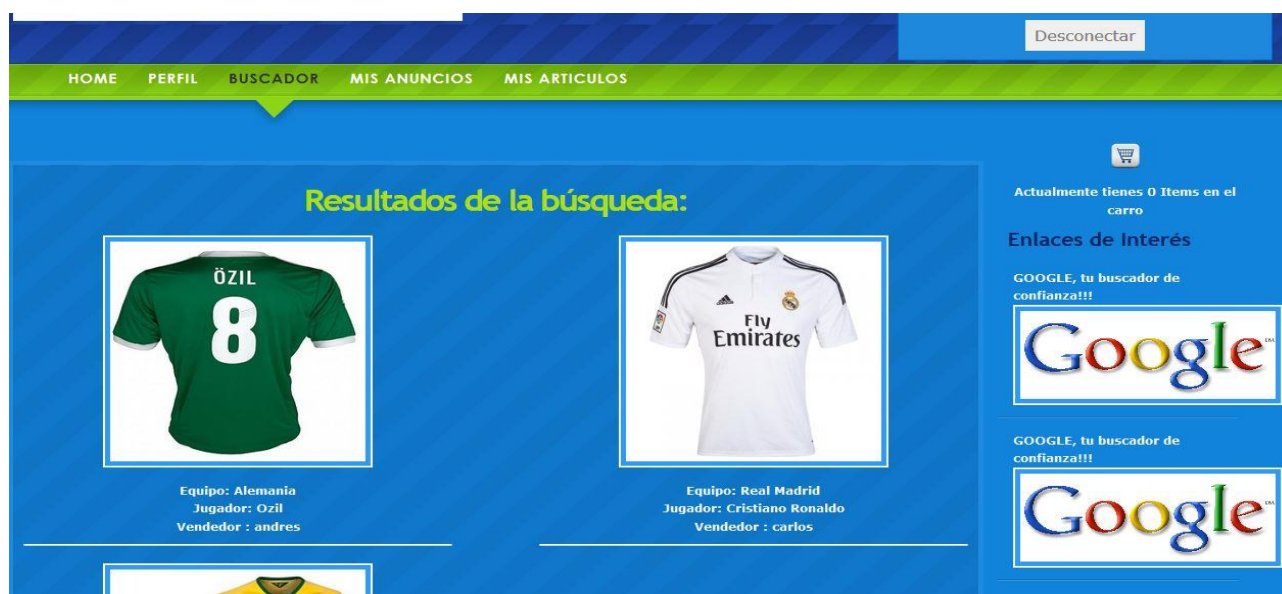 Desconectar
HOME PERFIL BUSCADOR MIS ANUNCIOS MIS ARTICULOS
Resultados de la búsqueda:
ÖZIL
8
Equipo: Alemania
Jugador: Ozil
Vendedor : andres
Fly
Emirates
Equipo: Real Madrid
Jugador: Cristiano Ronaldo
Vendedor : carlos
Actualmente tienes 0 Items en el
carro
Enlaces de Interés
GOOGLE, tu buscador de
confianza!!!
Google™
GOOGLE, tu buscador de
confianza!!!
Google™